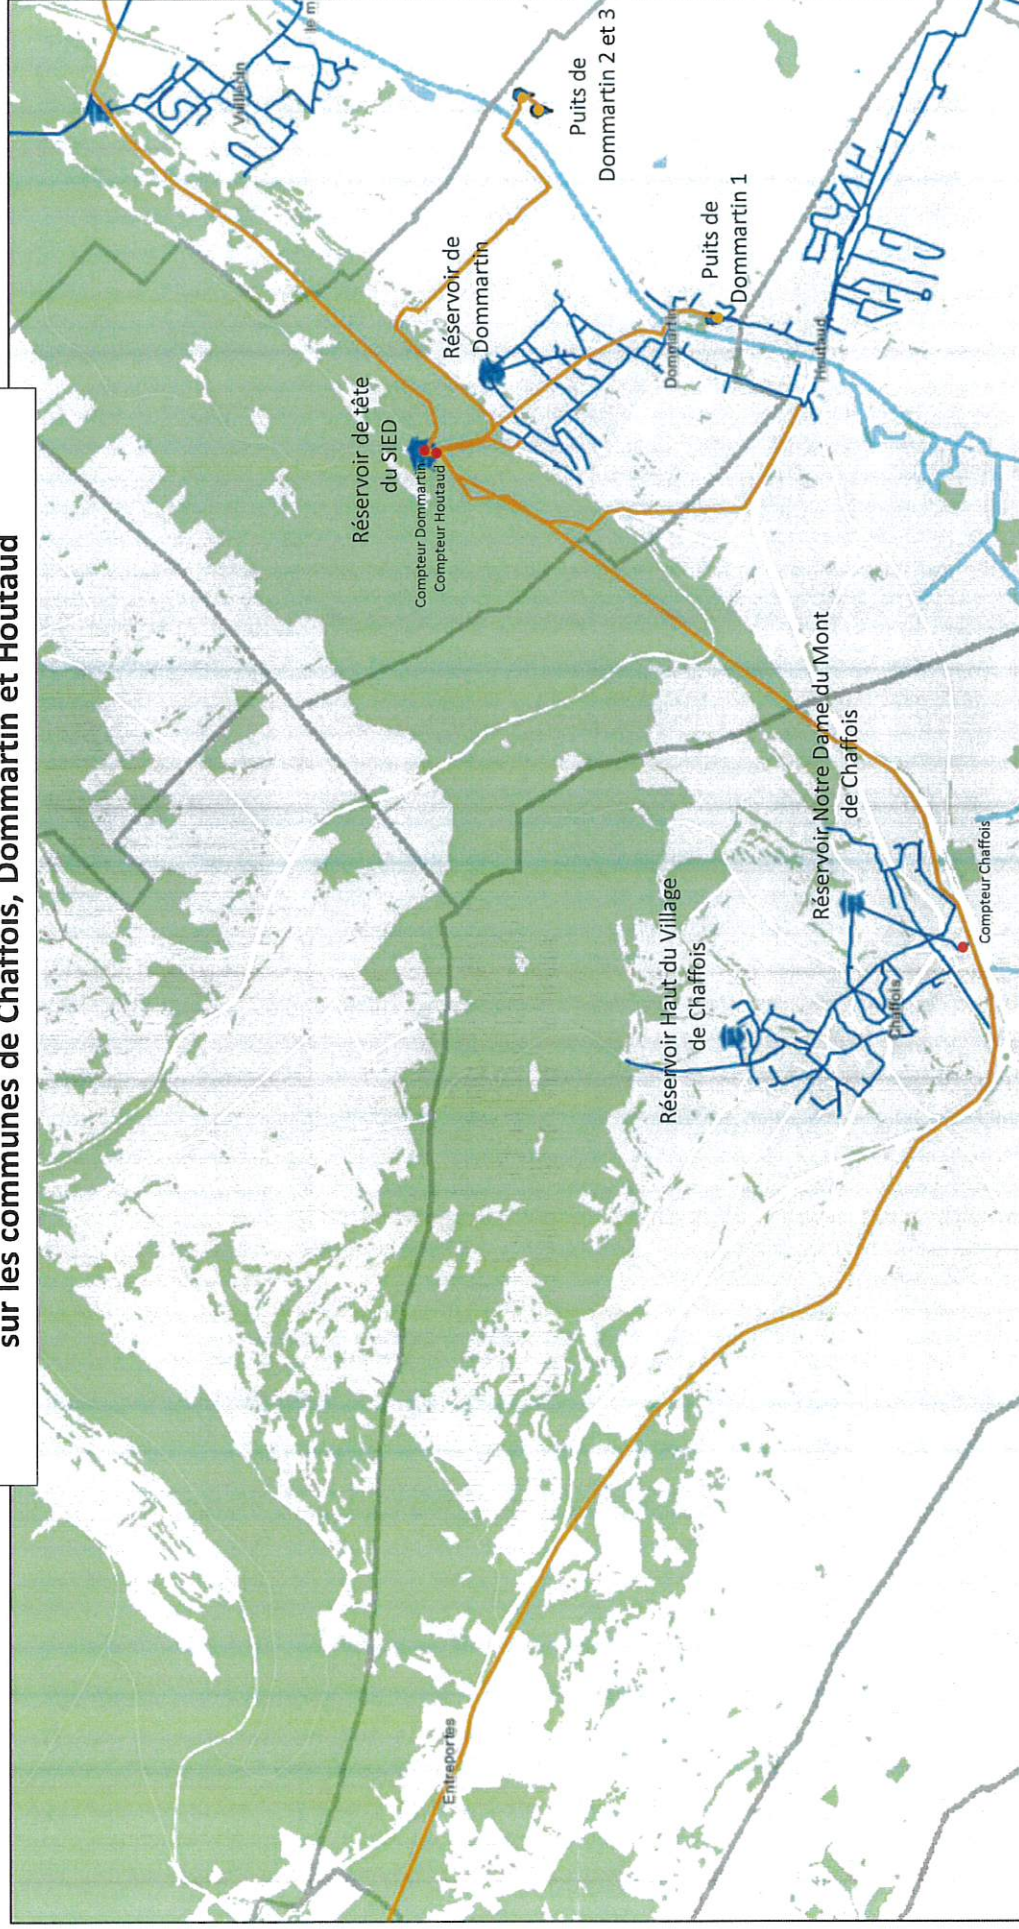 sur les communes de Chaffois, Dommartin et Houtaud
Entreportes
Réservoir Haut du Village
de Chaffois
Chaffois
Réservoir Notre Dame du Mont
de Chaffois
Compteur Chaffois
Réservoir de tête
du SIED
Compteur Dommartin
Compteur Houtaud
Réservoir de
Dommartin
Dommartin
Houtaud
Puits de
Dommartin 1
Puits de
Dommartin 2 et 3
Vuillecin
le m